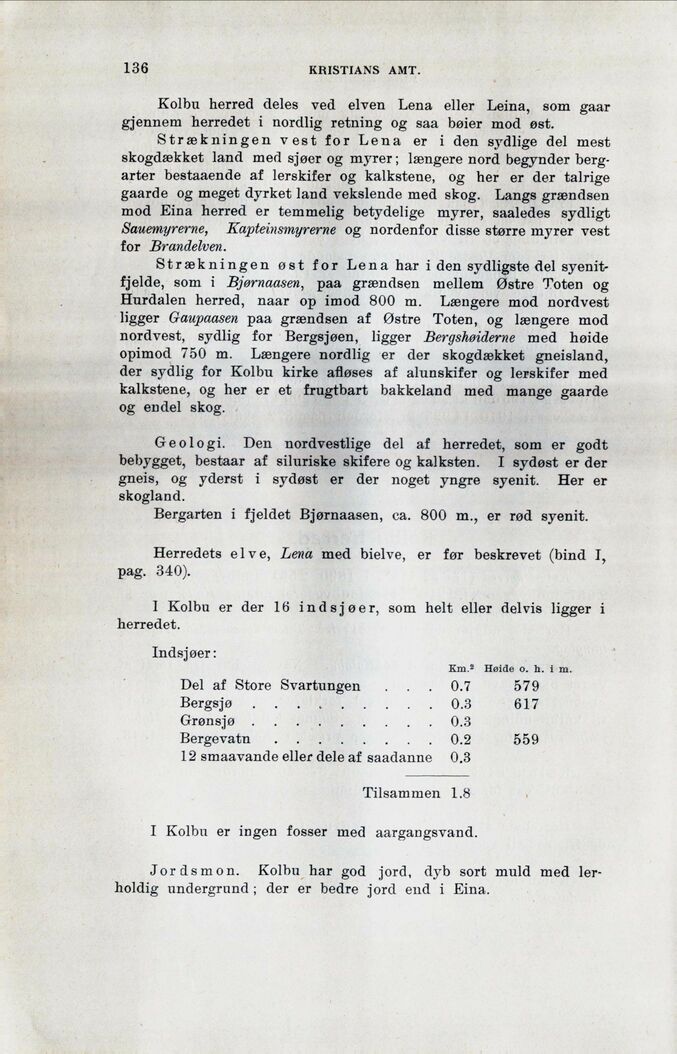 136
KRISTIANS AMT.
Kolbu herred deles ved elven Lena eller Leina, som gaar
gjennem herredet i nordlig retning og saa bøier mod øst.
Strækningen vest for Lena er i den sydlige del mest
skogdækket land med sjøer og myrer; længere nord begynder berg-
arter bestaaende af lerskifer og kalkstene, og her er der talrige
gaarde og meget dyrket land vekslende med skog. Langs grændsen
mod Eina herred er temmelig betydelige myrer, saaledes sydligt
Sauemyrerne, Kapteinsmyrerne og nordenfor disse større myrer vest
for Brandelven.
Strækningen øst for Lena har i den sydligste del syenit-
fjelde, som i Bjørnaasen, paa grændsen mellem Østre Toten og
Hurdalen herred, naar op imod 800 m. Længere mod nordvest
ligger Gaupaasen paa grændsen af Østre Toten, og længere mod
nordvest, sydlig for Bergsjøen, ligger Bergshøiderne med høide
opimod 750 m. Længere nordlig er der skogdækket gneisland,
der sydlig for Kolbu kirke afløses af alunskifer og lerskifer med
kalkstene, og her er et frugtbart bakkeland med mange gaarde
og endel skog.
Geologi. Den nordvestlige del af herredet, som er godt
bebygget, bestaar af siluriske skifere og kalksten. I sydøst er der
gneis, og yderst i sydøst er der noget yngre syenit. Her er
skogland.
Bergarten i fjeldet Bjørnaasen, ca. 800 m., er rød syenit.
Herredets elve, Lena med bielve, er før beskrevet (bind I,
pag. 340).
I Kolbu er der 16 indsjøer, som helt eller delvis ligger i
herredet.
Indsjøer:
Km.² Høide o. h. i m.
Del af Store Svartungen . . . 0.7 579
Bergsjø . . . . . . . . . 0.3 617
Grønsjø . . . . . . . . . 0.3
Bergevatn . . . . . . . . 0.2 559
12 smaavande eller dele af saadanne 0.3
Tilsammen 1.8
I Kolbu er ingen fosser med aargangsvand.
Jordsmon. Kolbu har god jord, dyb sort muld med ler-
holdig undergrund; der er bedre jord end i Eina.